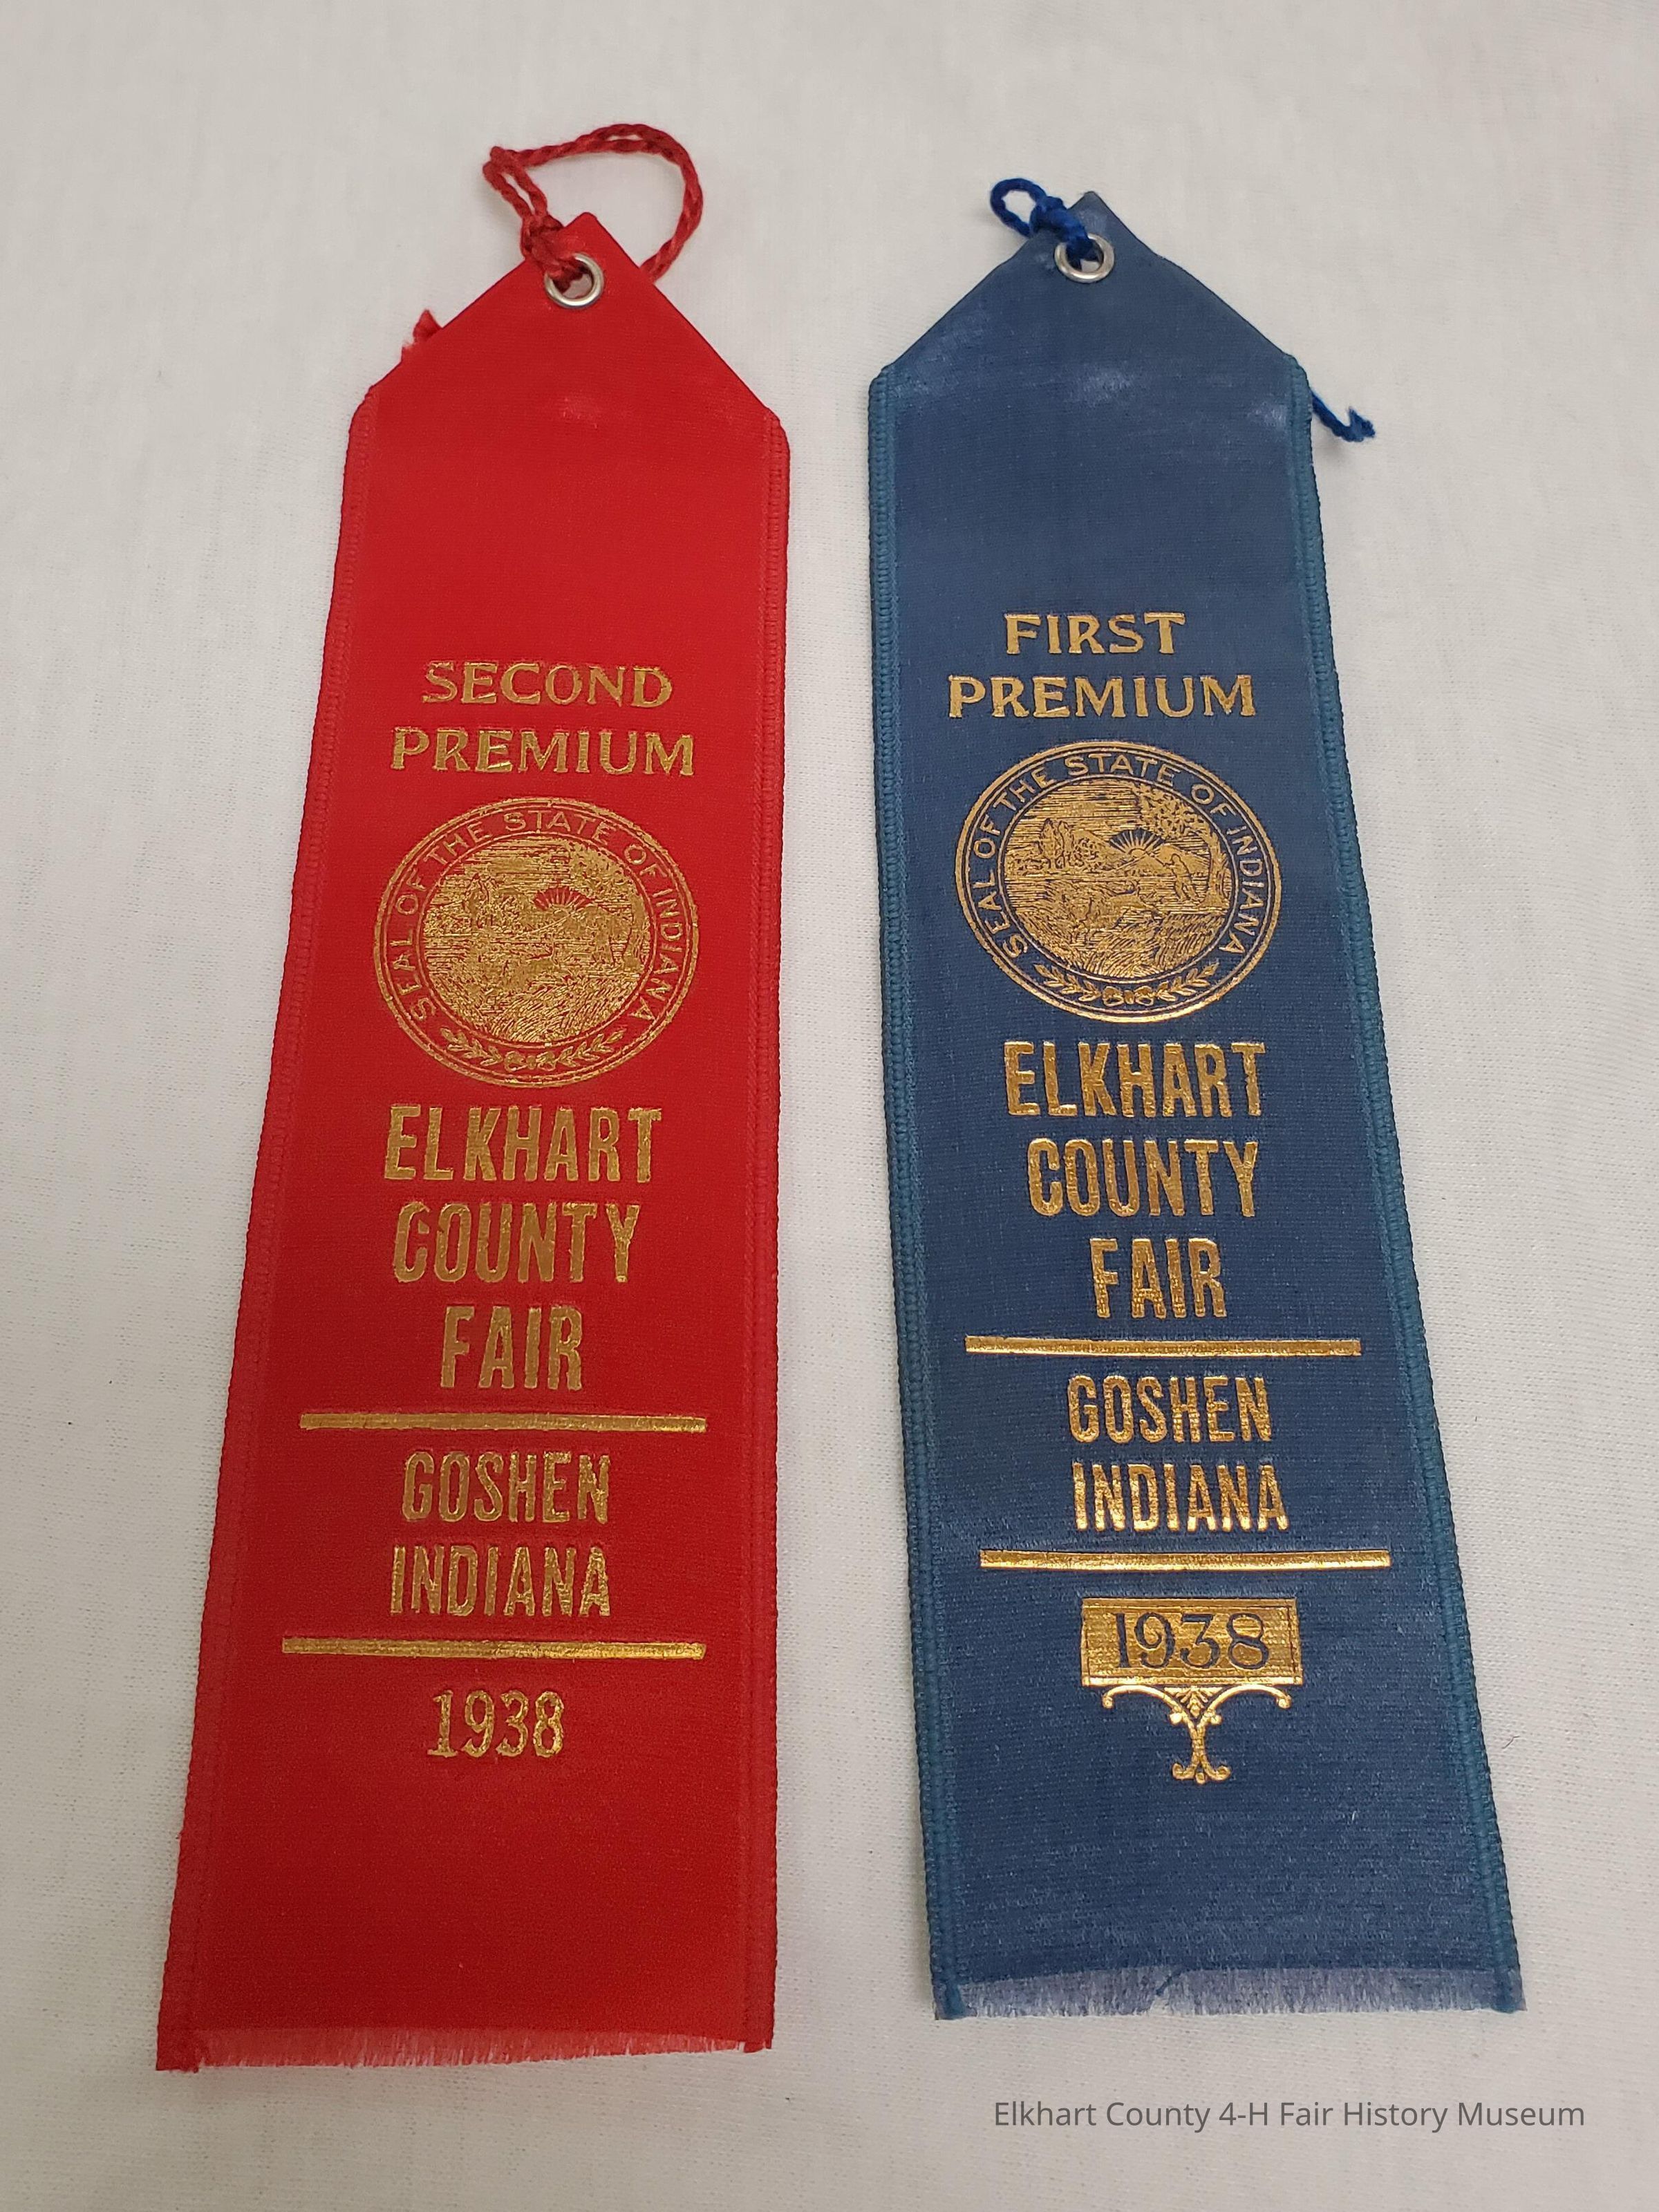 SECOND
PREMIUM
SEAL OF THE STATE OF INDIANA
ELKHART
COUNTY
FAIR
GOSHEN
INDIANA
1938
FIRST
PREMIUM
SEAL OF THE STATE OF INDIANA
ELKHART
COUNTY
FAIR
GOSHEN
INDIANA
1938
Elkhart County 4-H Fair History Museum